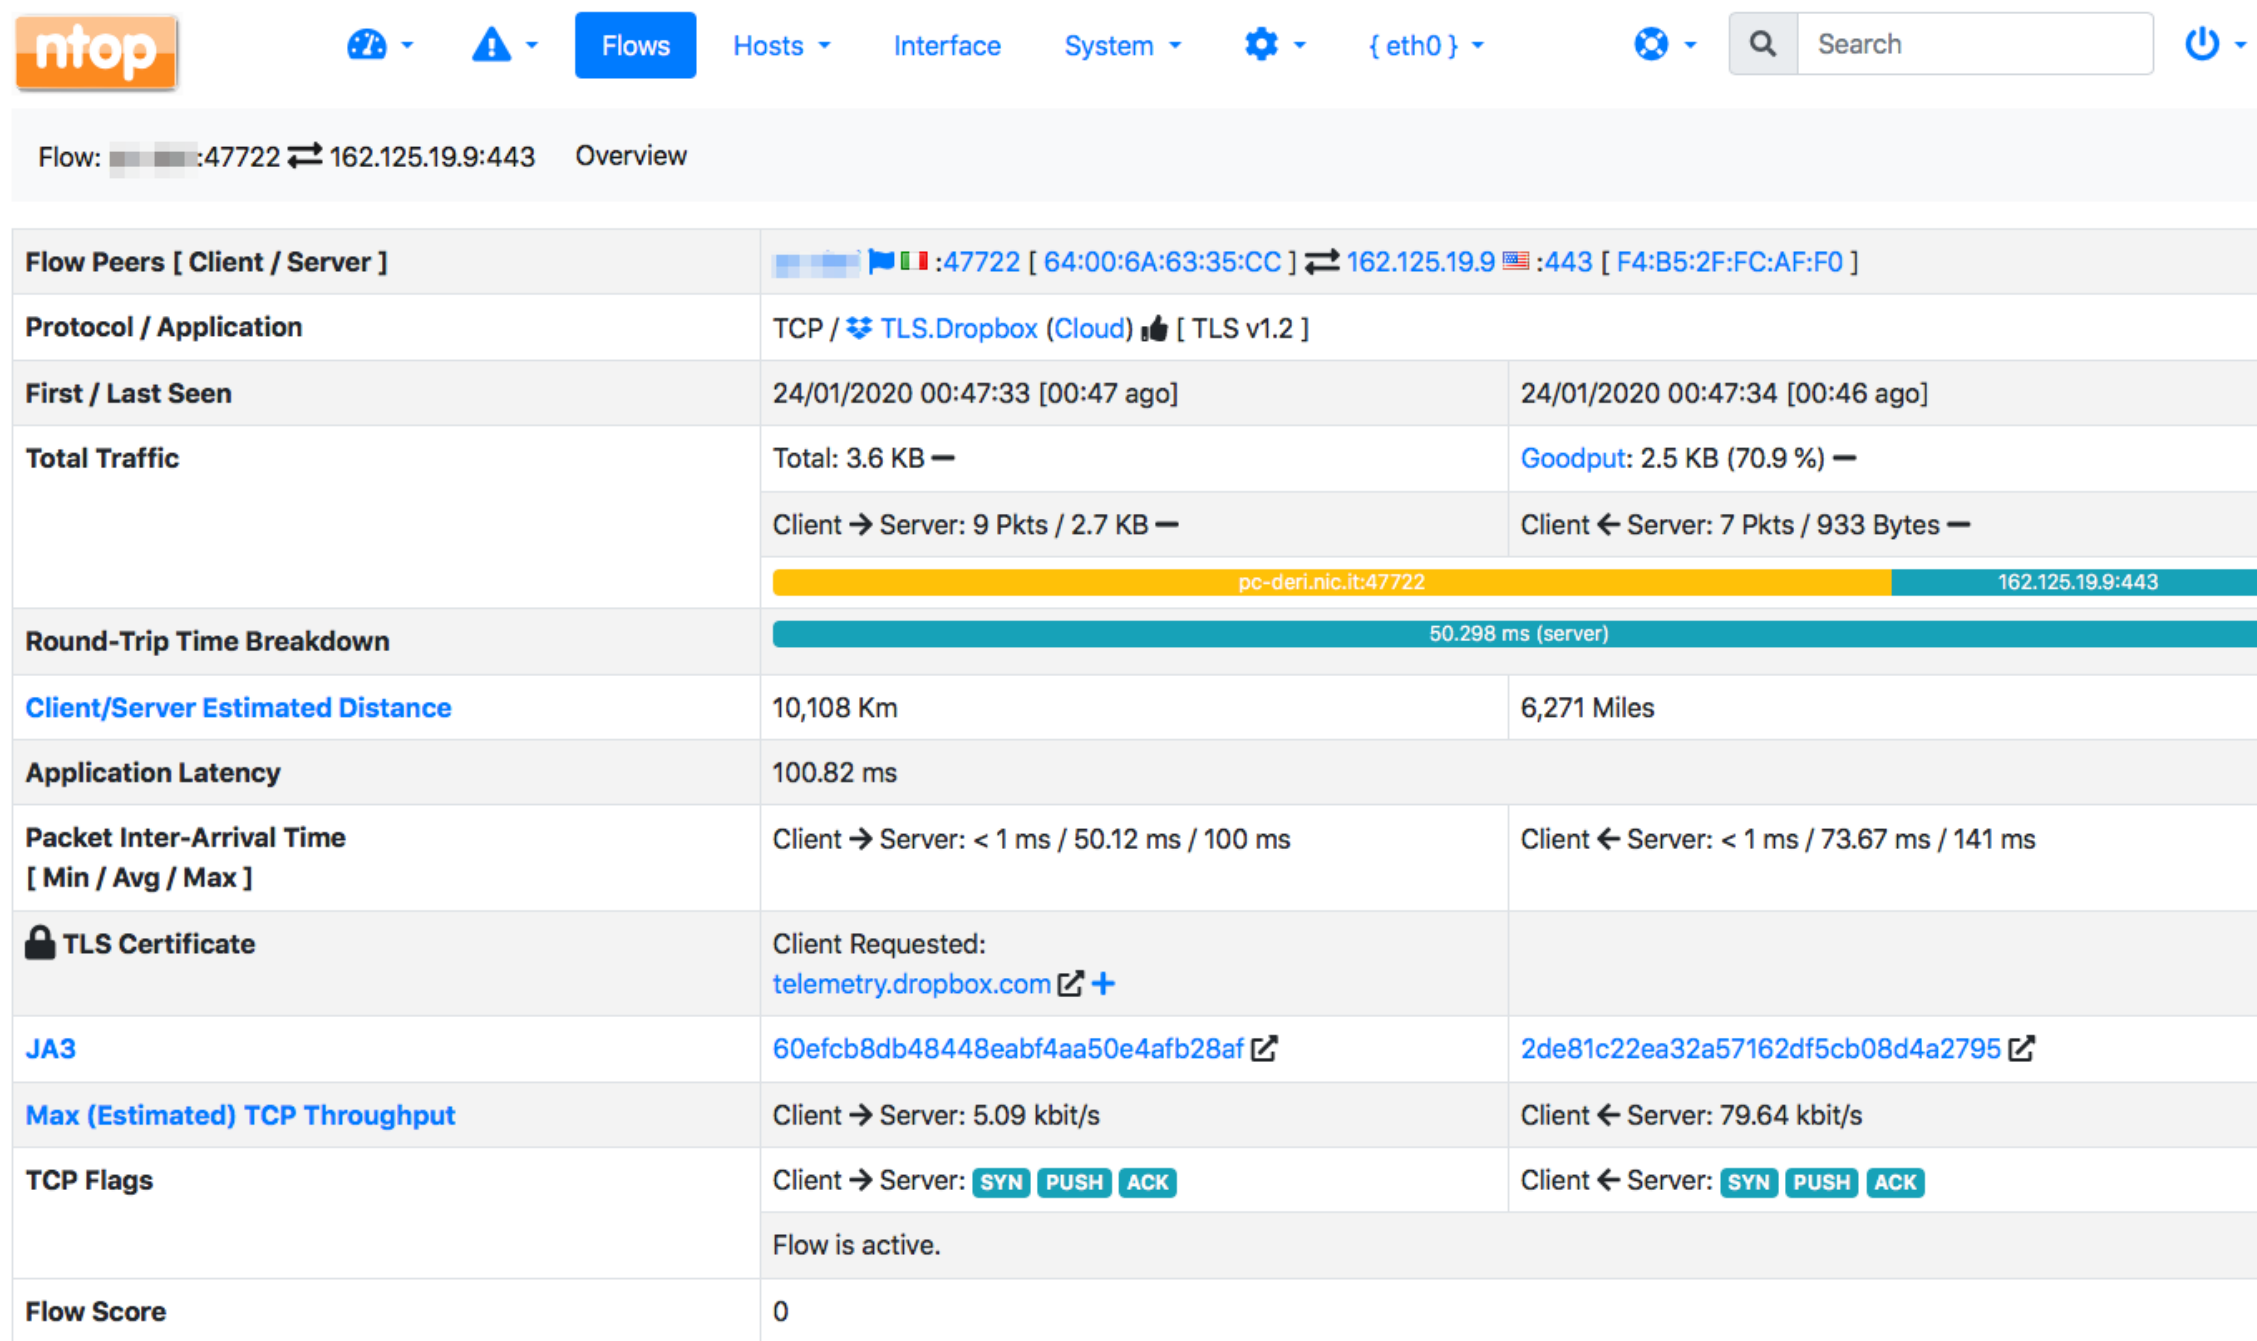 ntop Flows Hosts Interface System { eth0 } Search
Flow: :47722 162.125.19.9:443 Overview
Flow Peers [ Client / Server ] :47722 [ 64:00:6A:63:35:CC ] 162.125.19.9 :443 [ F4:B5:2F:FC:AF:F0 ]
Protocol / Application TCP / TLS.Dropbox (Cloud) [ TLS v1.2 ]
First / Last Seen 24/01/2020 00:47:33 [00:47 ago] 24/01/2020 00:47:34 [00:46 ago]
Total Traffic Total: 3.6 KB Goodput: 2.5 KB (70.9 %)
Client → Server: 9 Pkts / 2.7 KB Client ← Server: 7 Pkts / 933 Bytes
pc-deri.nic.it:47722 162.125.19.9:443
Round-Trip Time Breakdown 50.298 ms (server)
Client/Server Estimated Distance 10,108 Km 6,271 Miles
Application Latency 100.82 ms
Packet Inter-Arrival Time Client → Server: < 1 ms / 50.12 ms / 100 ms Client ← Server: < 1 ms / 73.67 ms / 141 ms
[ Min / Avg / Max ]
TLS Certificate Client Requested:
telemetry.dropbox.com
JA3 60efcb8db48448eabf4aa50e4afb28af 2de81c22ea32a57162df5cb08d4a2795
Max (Estimated) TCP Throughput Client → Server: 5.09 kbit/s Client ← Server: 79.64 kbit/s
TCP Flags Client → Server: SYN PUSH ACK Client ← Server: SYN PUSH ACK
Flow is active.
Flow Score 0